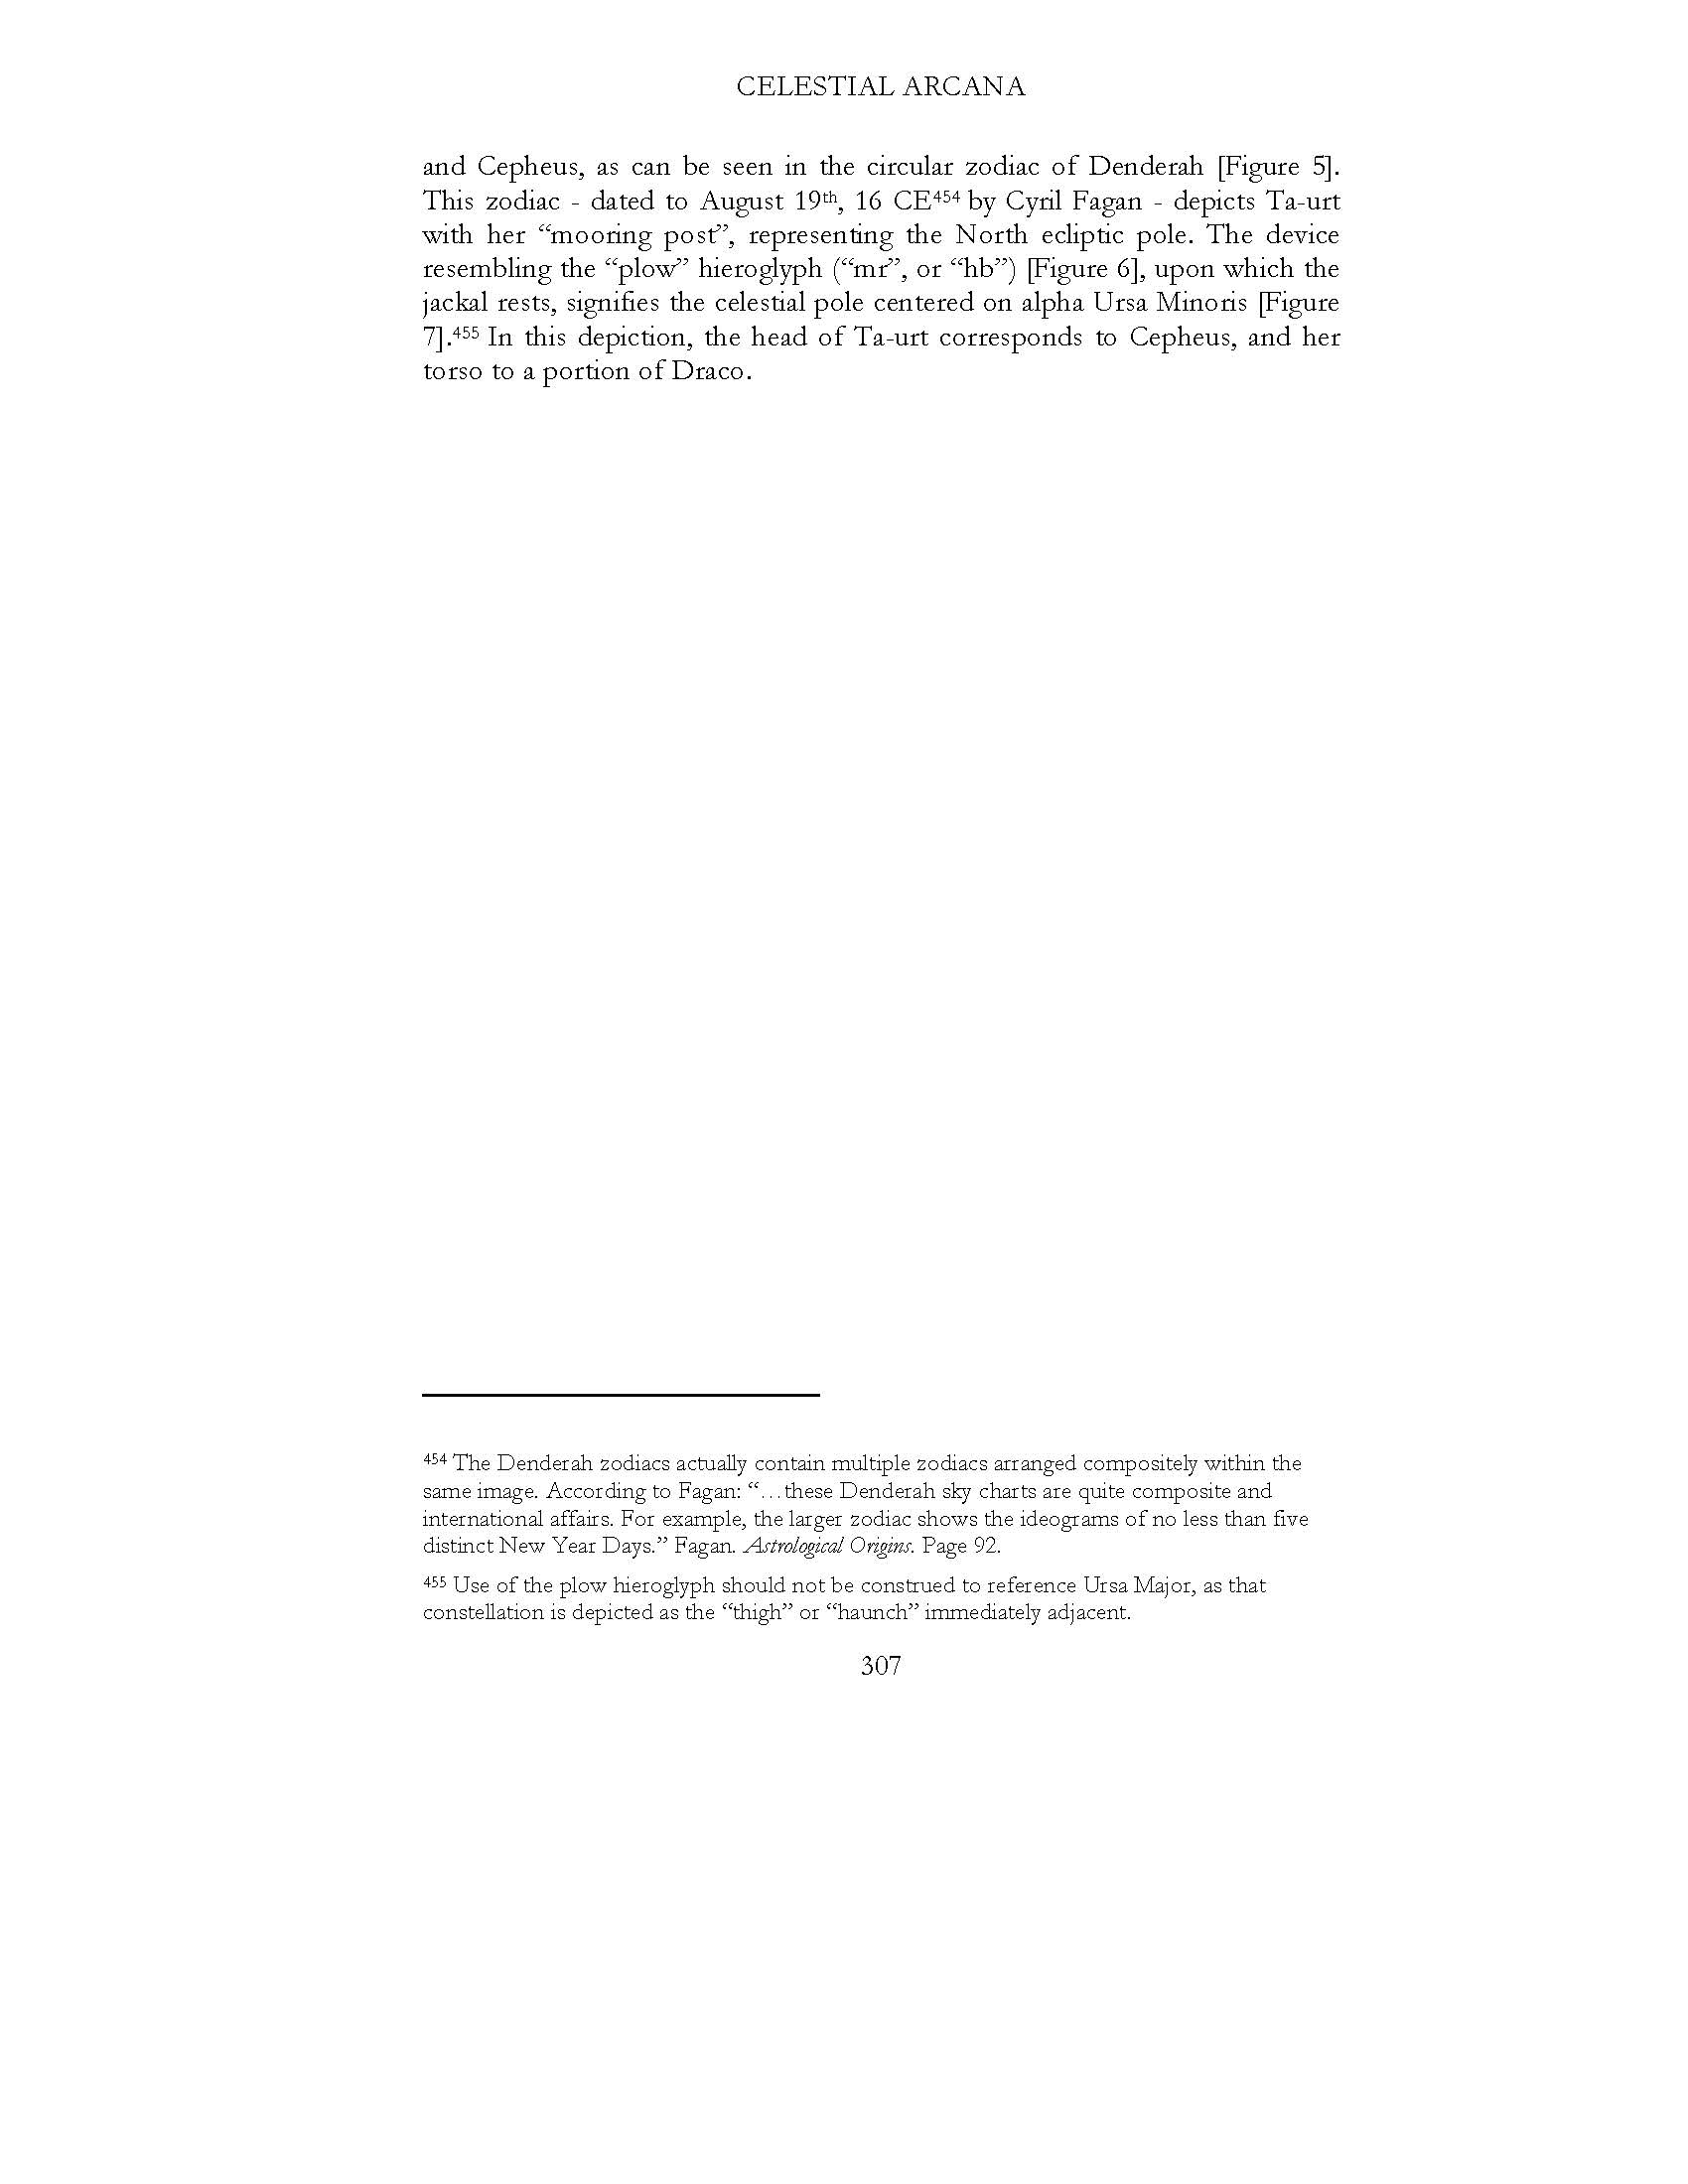 CELESTIAL ARCANA
and Cepheus, as can be seen in the circular zodiac of Denderah [Figure 5].
This zodiac - dated to August 19th, 16 CE454 by Cyril Fagan - depicts Ta-urt
with her “mooring post”, representing the North ecliptic pole. The device
resembling the “plow” hieroglyph (“mr”, or “hb”) [Figure 6], upon which the
jackal rests, signifies the celestial pole centered on alpha Ursa Minoris [Figure
7].455 In this depiction, the head of Ta-urt corresponds to Cepheus, and her
torso to a portion of Draco.
454 The Denderah zodiacs actually contain multiple zodiacs arranged compositely within the
same image. According to Fagan: “…these Denderah sky charts are quite composite and
international affairs. For example, the larger zodiac shows the ideograms of no less than five
distinct New Year Days.” Fagan. Astrological Origins. Page 92.
455 Use of the plow hieroglyph should not be construed to reference Ursa Major, as that
constellation is depicted as the “thigh” or “haunch” immediately adjacent.
307